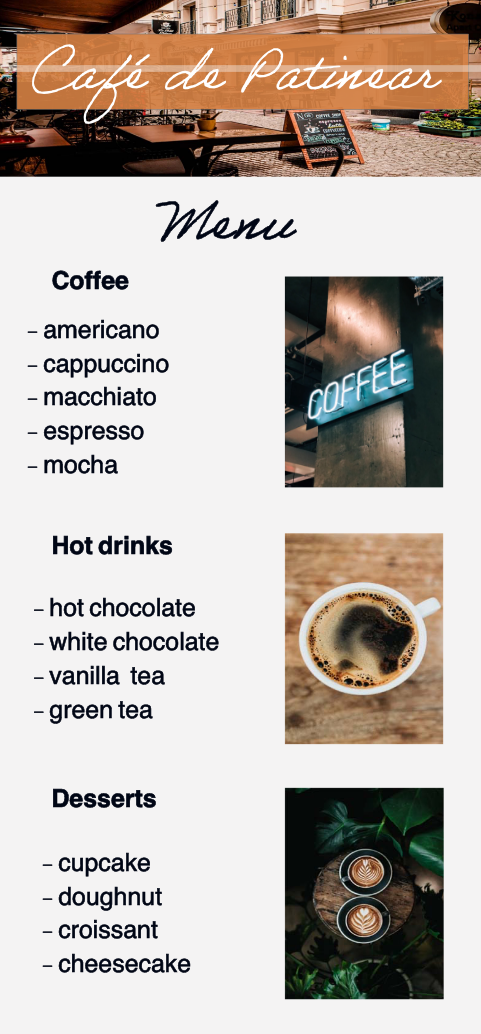 Café de Patinear
Menu
Coffee
– americano
– cappuccino
– macchiato
– espresso
– mocha
COFFEE
Hot drinks
– hot chocolate
– white chocolate
– vanilla  tea
– green tea
Desserts
– cupcake
– doughnut
– croissant
– cheesecake